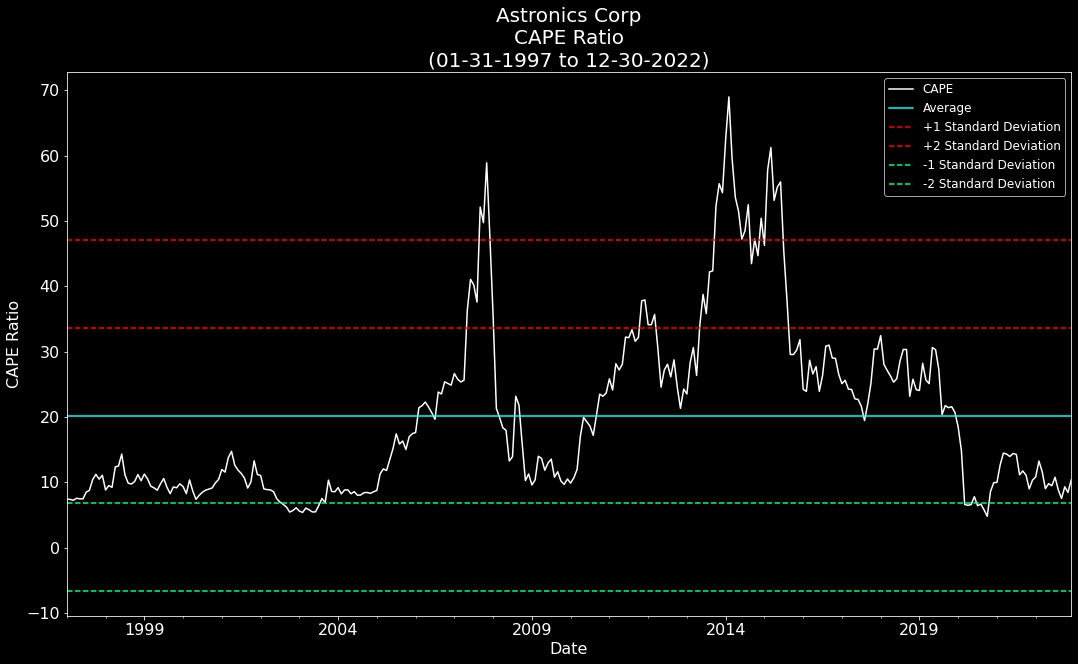 Astronics Corp
CAPE Ratio
(01-31-1997 to 12-30-2022)
CAPE
Average
+1 Standard Deviation
+2 Standard Deviation
-1 Standard Deviation
-2 Standard Deviation
CAPE Ratio
70
60
50
40
30
20
10
0
−10
1999 2004 2009 2014 2019
Date